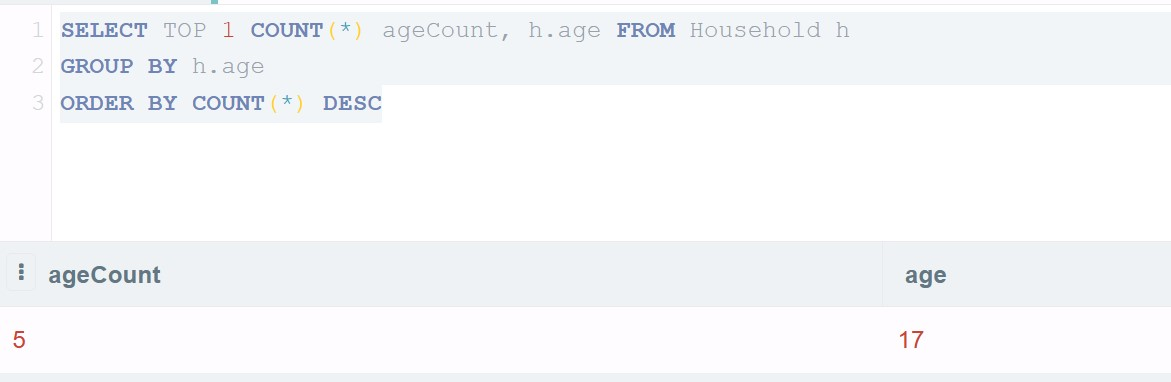 1 SELECT TOP 1 COUNT(*) ageCount, h.age FROM Household h
2 GROUP BY h.age
3 ORDER BY COUNT(*) DESC
ageCount age
5 17